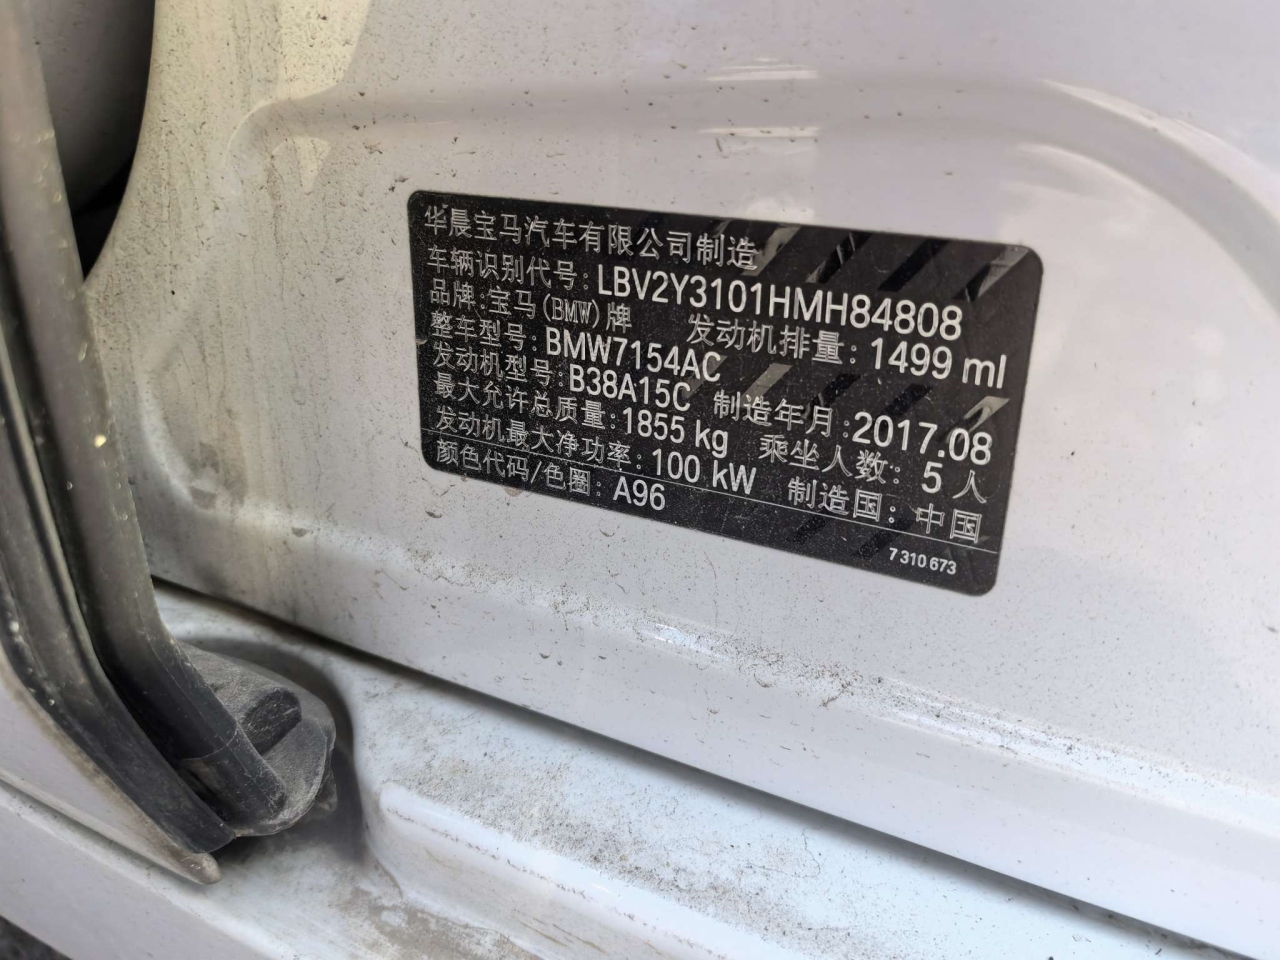 华晨宝马汽车有限公司制造
车辆识别代号: LBV2Y3101HMH84808
品牌:宝马(BMW)牌 发动机排量: 1499 ml
整车型号: BMW7154AC
发动机型号: B38A15C 制造年月: 2017.08
最大允许总质量: 1855 kg 乘坐人数: 5 人
发动机最大净功率: 100 kW 制造国: 中国
颜色代码/色圈: A96
7 310 673